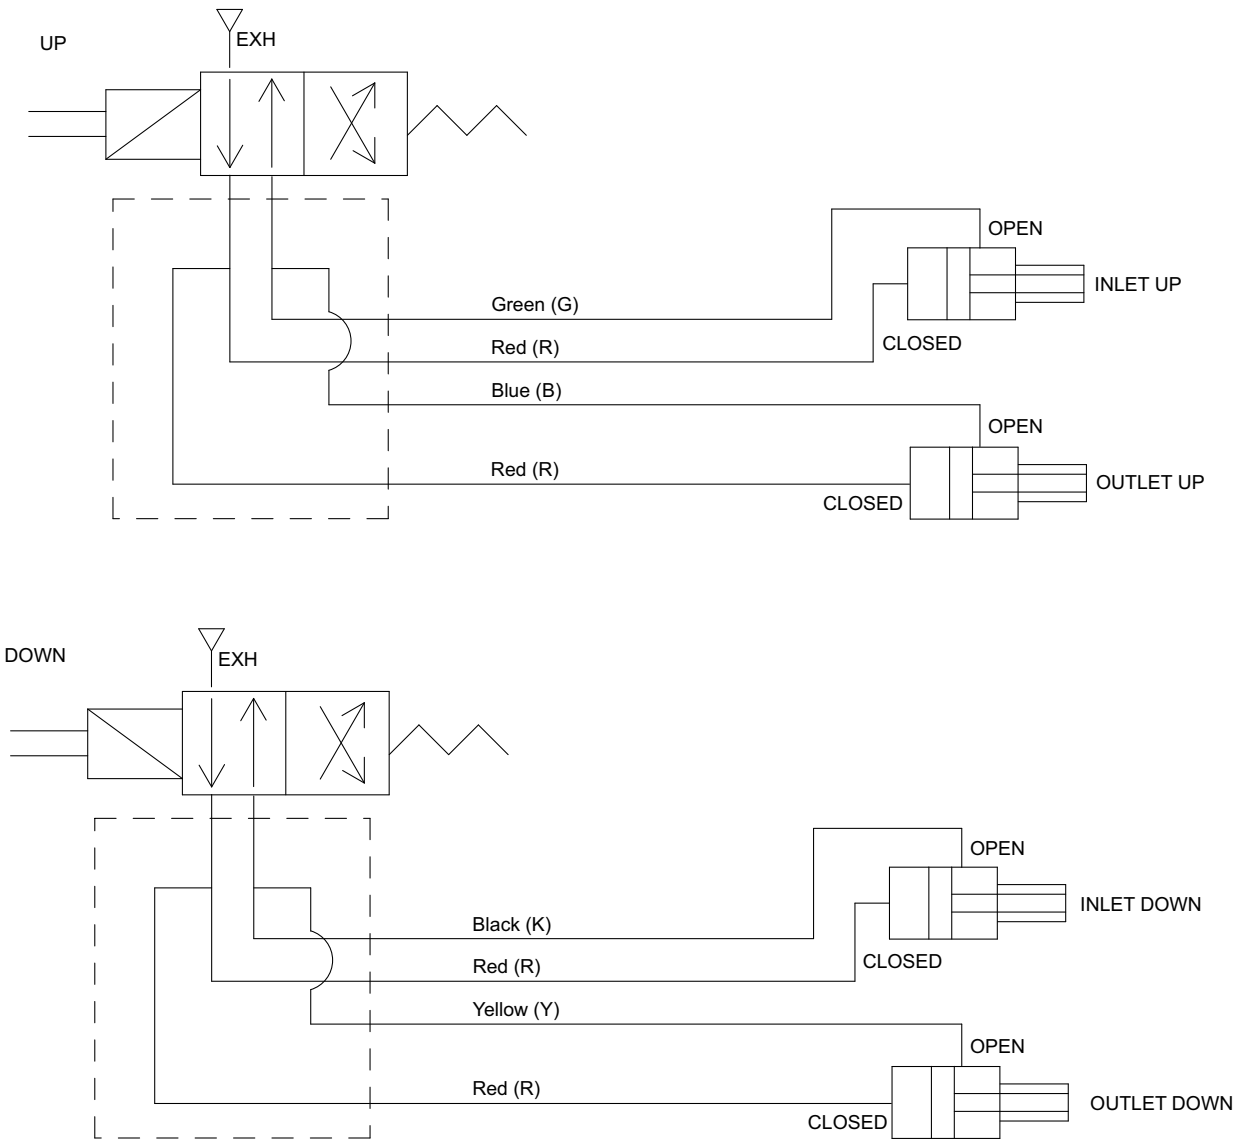 UP
EXH
OPEN
INLET UP
Green (G)
Red (R)
CLOSED
Blue (B)
OPEN
Red (R)
OUTLET UP
CLOSED
DOWN
EXH
OPEN
INLET DOWN
Black (K)
CLOSED
Red (R)
Yellow (Y)
OPEN
Red (R)
OUTLET DOWN
CLOSED